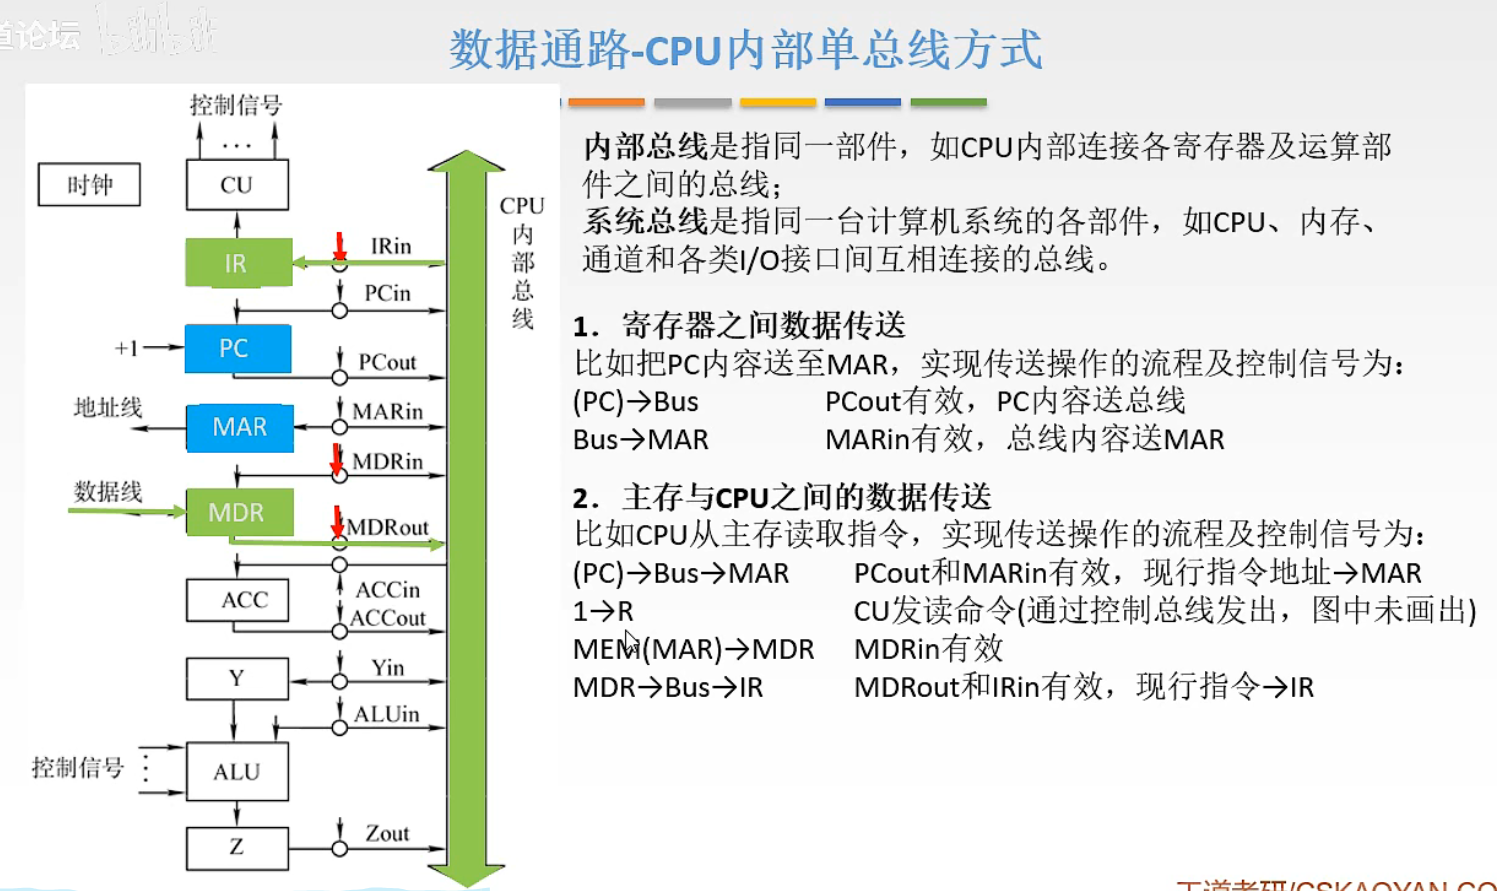 道论坛 bilibili
数据通路-CPU内部单总线方式
控制信号
...
时钟
CU
CPU
内
部
总
线
IRin
IR
PCin
+1
PC
PCout
地址线
MAR
MARin
MDRin
数据线
MDR
MDRout
ACC
ACCin
ACCout
Y
Yin
ALUin
控制信号
ALU
Z
Zout
内部总线是指同一部件，如CPU内部连接各寄存器及运算部
件之间的总线；
系统总线是指同一台计算机系统的各部件，如CPU、内存、
通道和各类I/O接口间互相连接的总线。
1．寄存器之间数据传送
比如把PC内容送至MAR，实现传送操作的流程及控制信号为：
(PC)→Bus PCout有效，PC内容送总线
Bus→MAR MARin有效，总线内容送MAR
2．主存与CPU之间的数据传送
比如CPU从主存读取指令，实现传送操作的流程及控制信号为：
(PC)→Bus→MAR PCout和MARin有效，现行指令地址→MAR
1→R CU发读命令(通过控制总线发出，图中未画出)
MEM(MAR)→MDR MDRin有效
MDR→Bus→IR MDRout和IRin有效，现行指令→IR
王道考研/CSKAOYAN.CO